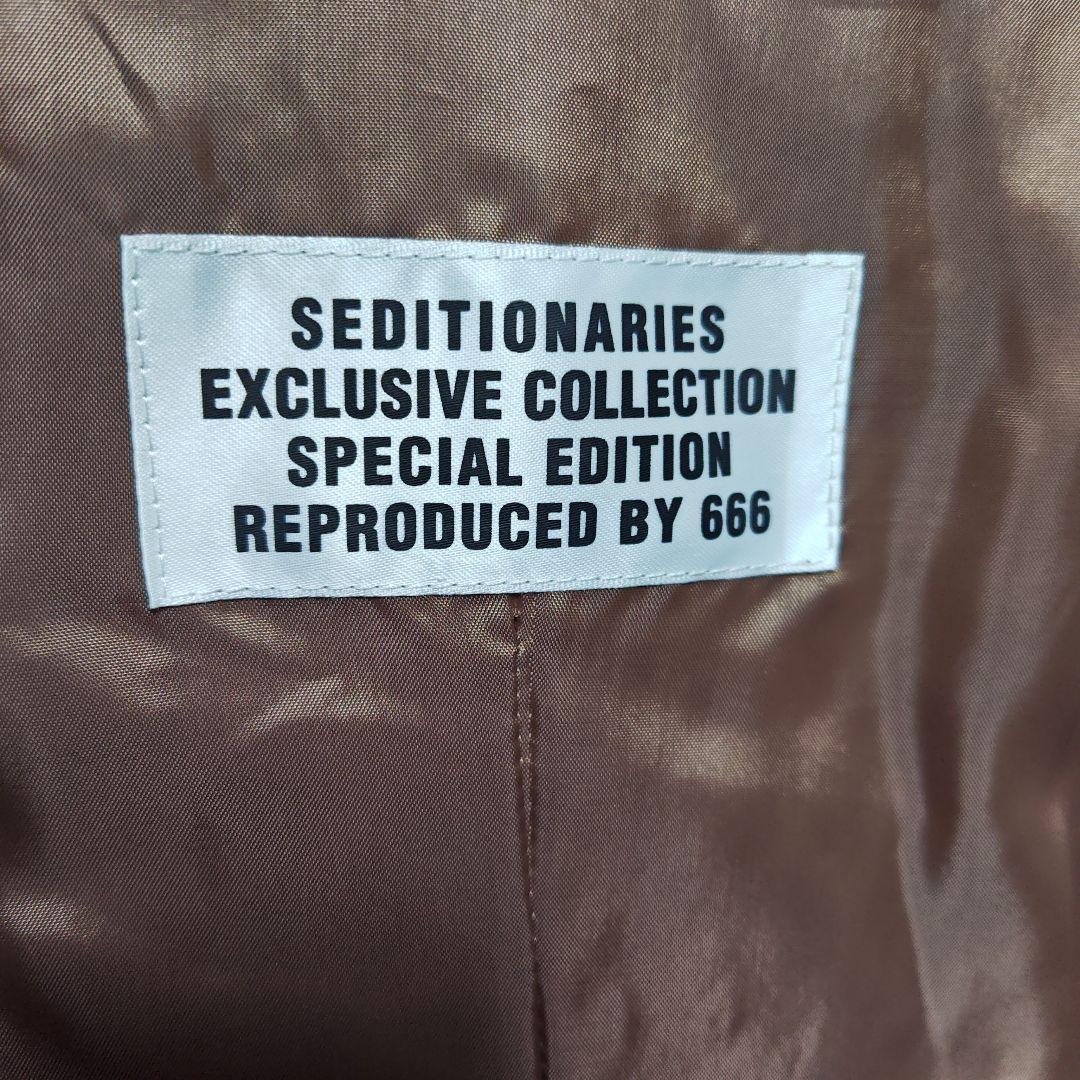 SEDITIONARIES
EXCLUSIVE COLLECTION
SPECIAL EDITION
REPRODUCED BY 666